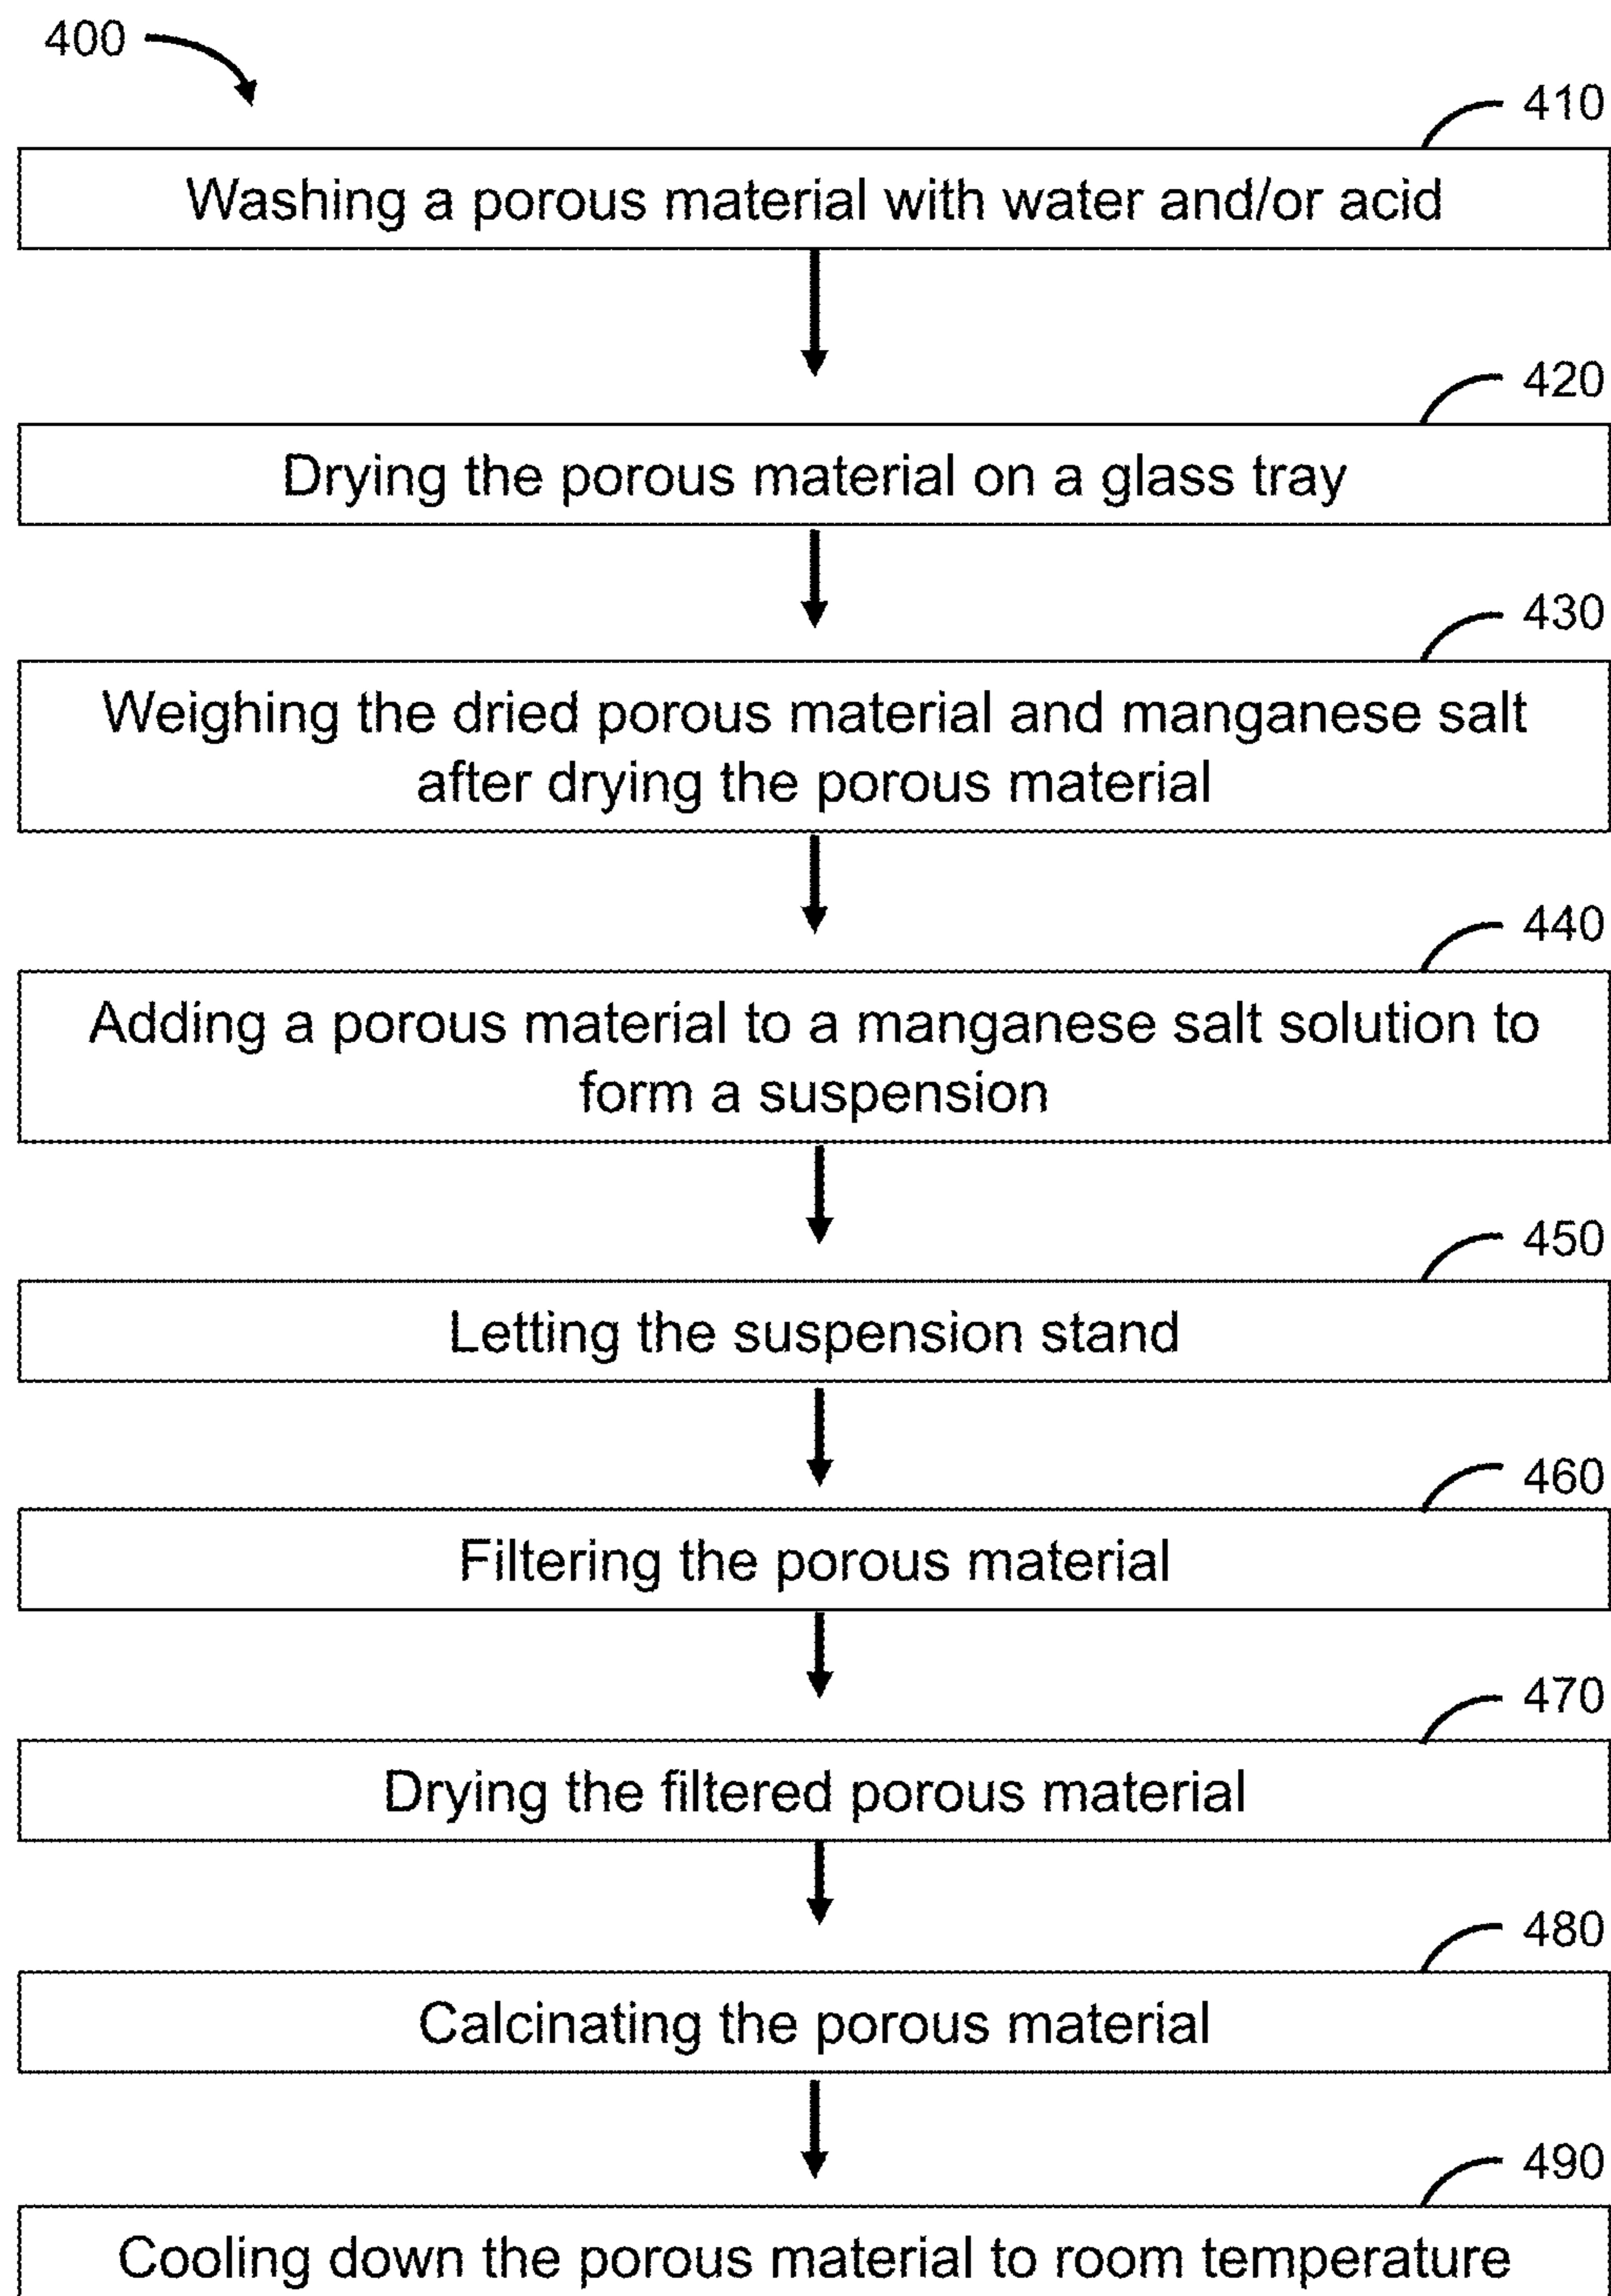 400
410
Washing a porous material with water and/or acid
420
Drying the porous material on a glass tray
430
Weighing the dried porous material and manganese salt
after drying the porous material
440
Adding a porous material to a manganese salt solution to
form a suspension
450
Letting the suspension stand
460
Filtering the porous material
470
Drying the filtered porous material
480
Calcinating the porous material
490
Cooling down the porous material to room temperature